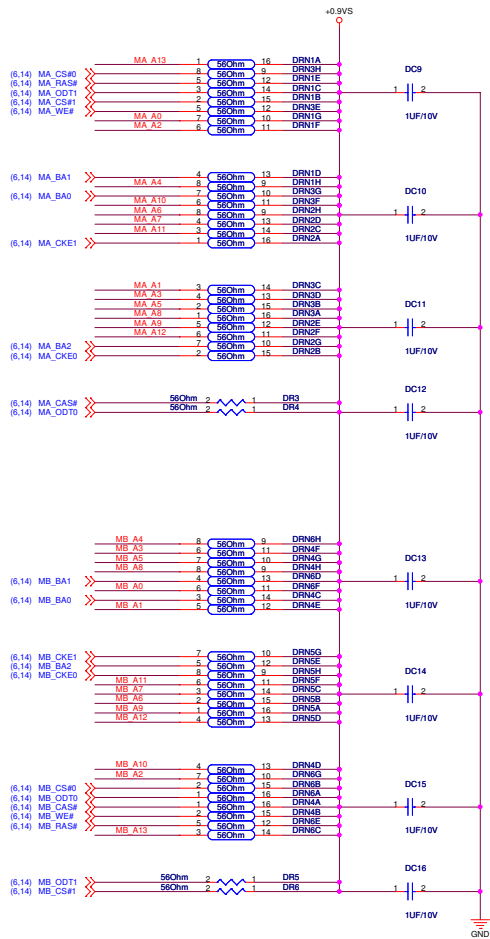 +0.9VS
MA_A13 1 56Ohm 16 DRN1A
(6,14) MA_CS#0 8 56Ohm 9 DRN3H
(6,14) MA_RAS# 5 56Ohm 12 DRN1E
(6,14) MA_ODT1 3 56Ohm 14 DRN1C
(6,14) MA_CS#1 2 56Ohm 15 DRN1B
(6,14) MA_WE# 5 56Ohm 12 DRN3E
MA_A0 7 56Ohm 10 DRN1G
MA_A2 6 56Ohm 11 DRN1F
DC9
1 2
1UF/10V
(6,14) MA_BA1 4 56Ohm 13 DRN1D
MA_A4 8 56Ohm 9 DRN1H
(6,14) MA_BA0 7 56Ohm 10 DRN3G
MA_A10 6 56Ohm 11 DRN3F
MA_A6 8 56Ohm 9 DRN2H
MA_A7 4 56Ohm 13 DRN2D
MA_A11 3 56Ohm 14 DRN2C
(6,14) MA_CKE1 1 56Ohm 16 DRN2A
DC10
1 2
1UF/10V
MA_A1 3 56Ohm 14 DRN3C
MA_A3 4 56Ohm 13 DRN3D
MA_A5 2 56Ohm 15 DRN3B
MA_A8 1 56Ohm 16 DRN3A
MA_A9 5 56Ohm 12 DRN2E
MA_A12 6 56Ohm 11 DRN2F
(6,14) MA_BA2 7 56Ohm 10 DRN2G
(6,14) MA_CKE0 2 56Ohm 15 DRN2B
DC11
1 2
1UF/10V
(6,14) MA_CAS# 56Ohm 2 1 DR3
(6,14) MA_ODT0 56Ohm 2 1 DR4
DC12
1 2
1UF/10V
MB_A4 8 56Ohm 9 DRN6H
MB_A3 6 56Ohm 11 DRN4F
MB_A5 7 56Ohm 10 DRN4G
MB_A8 8 56Ohm 9 DRN4H
(6,14) MB_BA1 4 56Ohm 13 DRN6D
MB_A0 6 56Ohm 11 DRN6F
(6,14) MB_BA0 3 56Ohm 14 DRN4C
MB_A1 5 56Ohm 12 DRN4E
DC13
1 2
1UF/10V
(6,14) MB_CKE1 7 56Ohm 10 DRN5G
(6,14) MB_BA2 5 56Ohm 12 DRN5E
(6,14) MB_CKE0 8 56Ohm 9 DRN5H
MB_A11 6 56Ohm 11 DRN5F
MB_A7 3 56Ohm 14 DRN5C
MB_A6 2 56Ohm 15 DRN5B
MB_A9 1 56Ohm 16 DRN5A
MB_A12 4 56Ohm 13 DRN5D
DC14
1 2
1UF/10V
MB_A10 4 56Ohm 13 DRN4D
MB_A2 7 56Ohm 10 DRN6G
(6,14) MB_CS#0 2 56Ohm 15 DRN6B
(6,14) MB_ODT0 1 56Ohm 16 DRN6A
(6,14) MB_CAS# 1 56Ohm 16 DRN4A
(6,14) MB_WE# 2 56Ohm 15 DRN4B
(6,14) MB_RAS# 5 56Ohm 12 DRN6E
MB_A13 3 56Ohm 14 DRN6C
DC15
1 2
1UF/10V
(6,14) MB_ODT1 56Ohm 2 1 DR5
(6,14) MB_CS#1 56Ohm 2 1 DR6
DC16
1 2
1UF/10V
GND